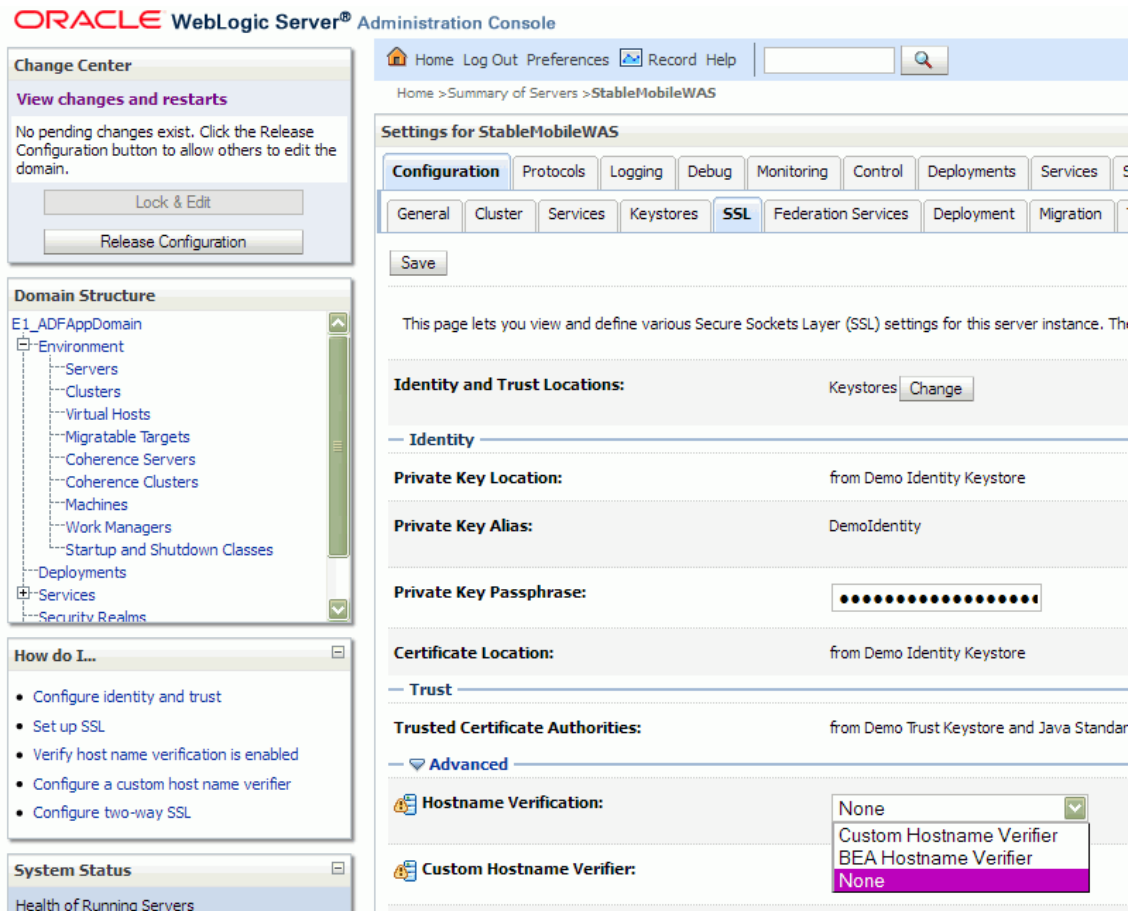 ORACLE WebLogic Server® Administration Console
Change Center
View changes and restarts
No pending changes exist. Click the Release
Configuration button to allow others to edit the
domain.
Lock & Edit
Release Configuration
Domain Structure
E1_ADFAppDomain
Environment
Servers
Clusters
Virtual Hosts
Migratable Targets
Coherence Servers
Coherence Clusters
Machines
Work Managers
Startup and Shutdown Classes
Deployments
Services
Security Realms
How do I...
Configure identity and trust
Set up SSL
Verify host name verification is enabled
Configure a custom host name verifier
Configure two-way SSL
System Status
Health of Running Servers
Home Log Out Preferences Record Help
Home >Summary of Servers >StableMobileWAS
Settings for StableMobileWAS
Configuration Protocols Logging Debug Monitoring Control Deployments Services S
General Cluster Services Keystores SSL Federation Services Deployment Migration
Save
This page lets you view and define various Secure Sockets Layer (SSL) settings for this server instance. The
Identity and Trust Locations: Keystores Change
Identity
Private Key Location: from Demo Identity Keystore
Private Key Alias: DemoIdentity
Private Key Passphrase:
Certificate Location: from Demo Identity Keystore
Trust
Trusted Certificate Authorities: from Demo Trust Keystore and Java Standar
Advanced
Hostname Verification: None
Custom Hostname Verifier
BEA Hostname Verifier
Custom Hostname Verifier: None